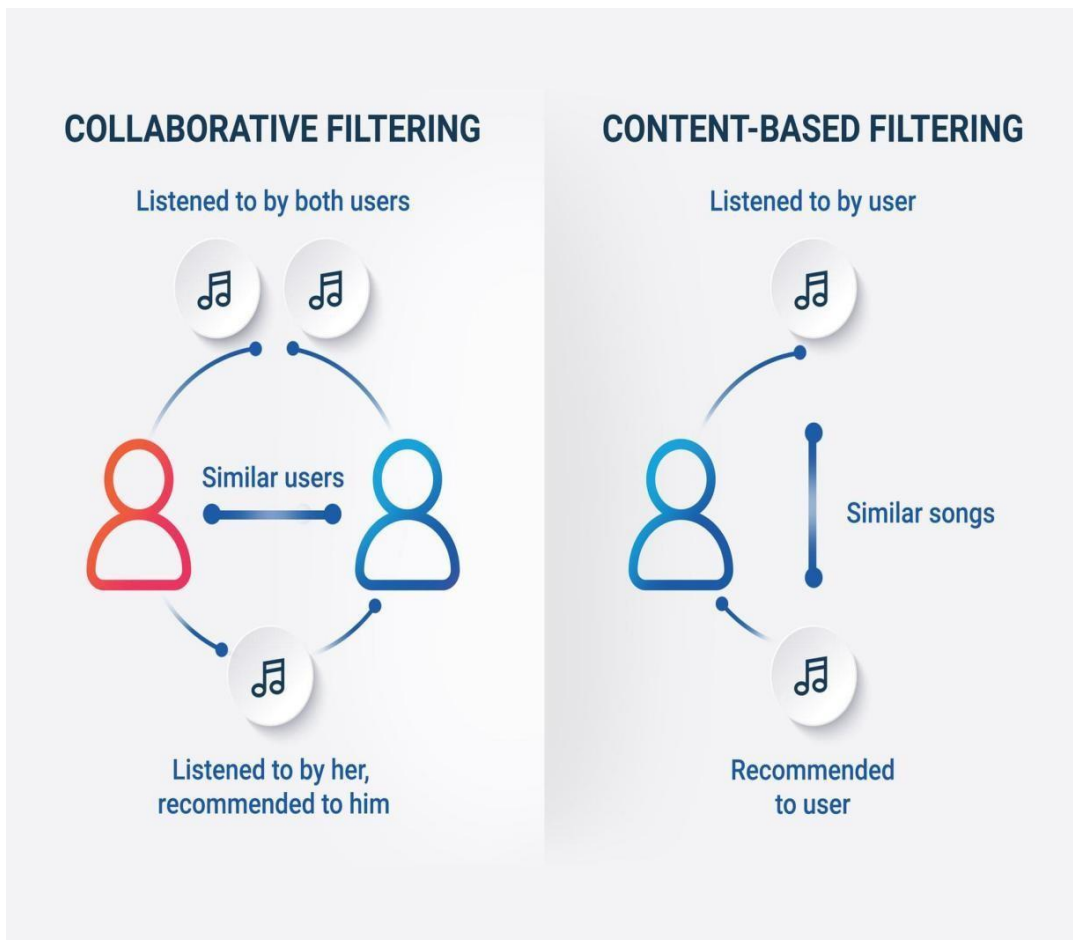 COLLABORATIVE FILTERING
Listened to by both users
Similar users
Listened to by her,
recommended to him
CONTENT-BASED FILTERING
Listened to by user
Similar songs
Recommended
to user